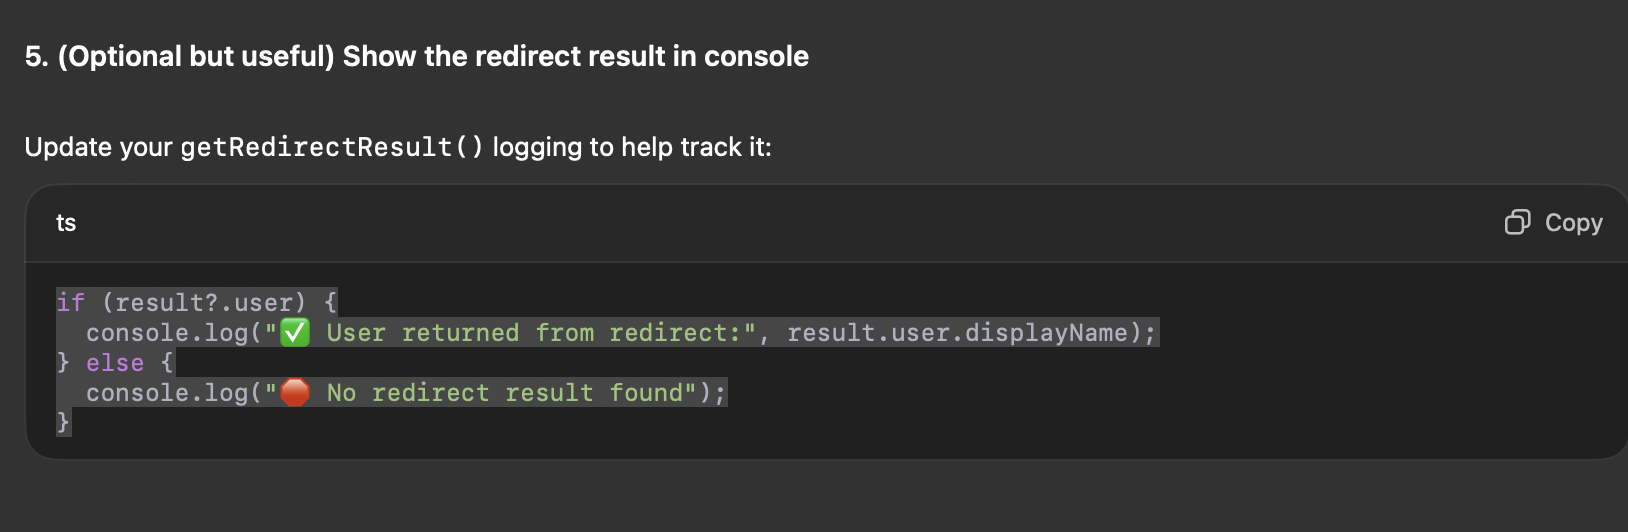 5. (Optional but useful) Show the redirect result in console
Update your getRedirectResult() logging to help track it:
ts
Copy
if (result?.user) {
  console.log("✅ User returned from redirect:", result.user.displayName);
} else {
  console.log("🛑 No redirect result found");
}